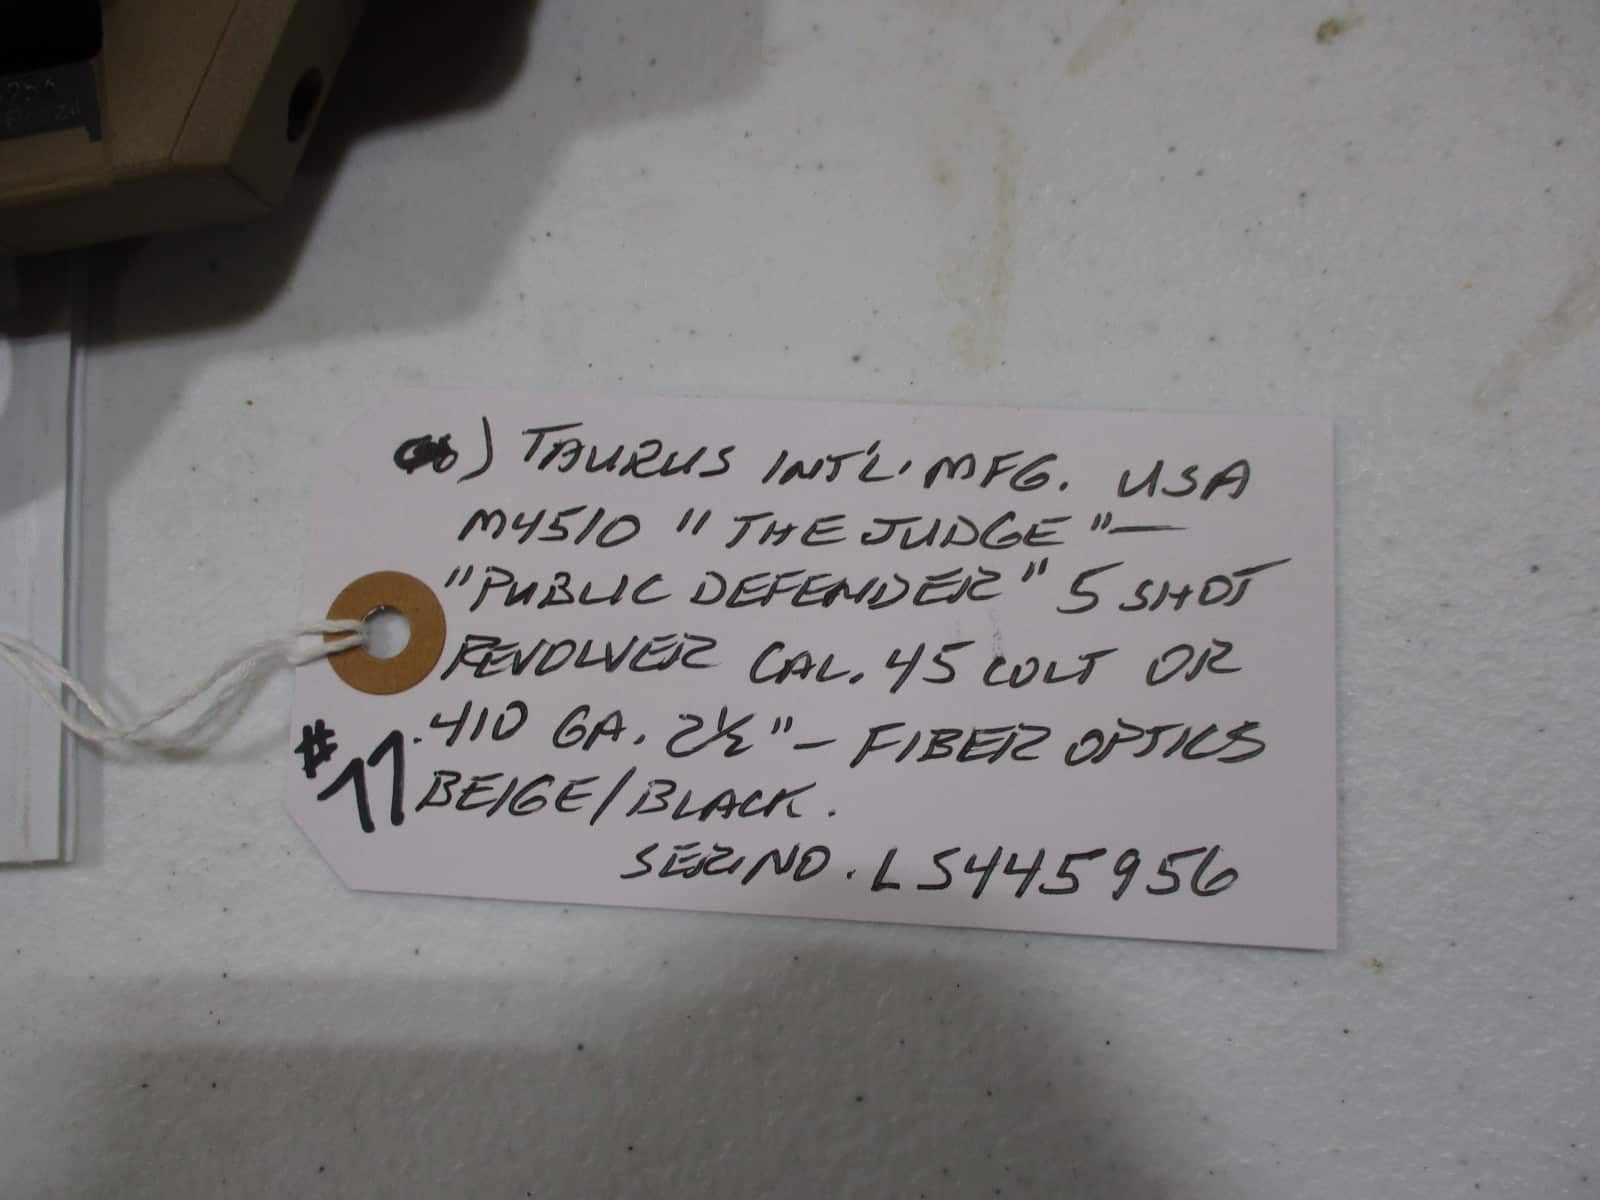 ) TAURUS INT'L. MFG. USA
M4510 "THE JUDGE"—
"PUBLIC DEFENDER" 5 SHOT
REVOLVER CAL. 45 COLT OR
.410 GA. 2½"— FIBER OPTICS
BEIGE/BLACK.
#77
SER. NO. LS445956